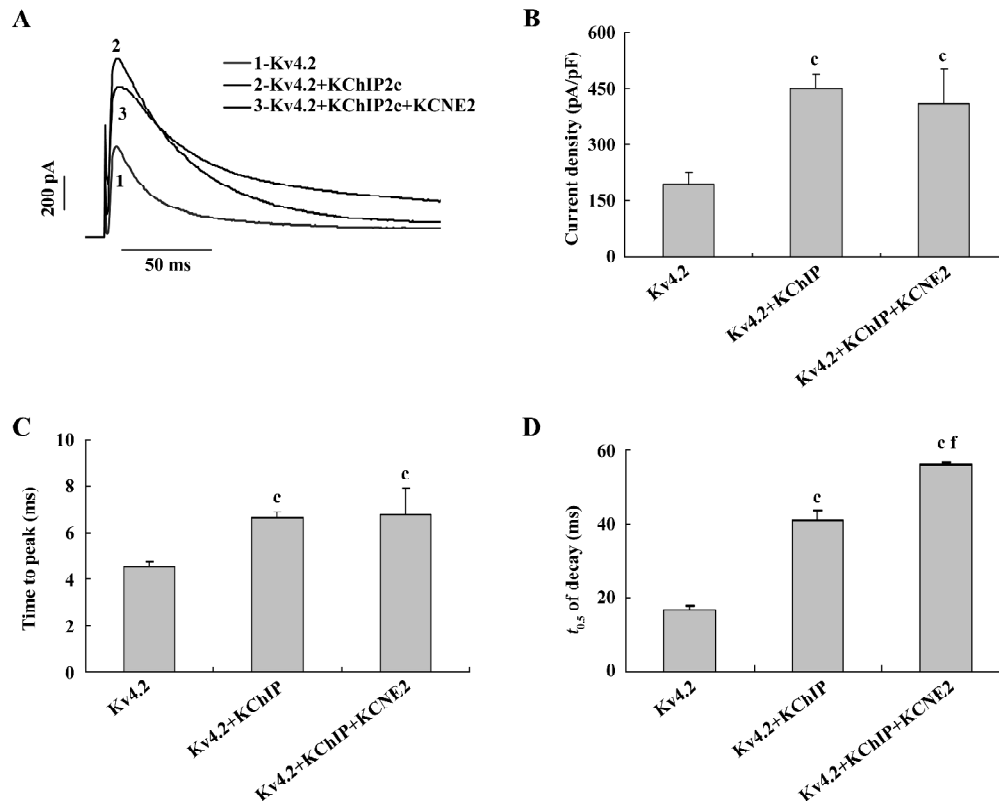 A
2
3
1
1-Kv4.2
2-Kv4.2+KChIP2c
3-Kv4.2+KChIP2c+KCNE2
200 pA
50 ms
B
Current density (pA/pF)
600
450
300
150
0
c
c
Kv4.2
Kv4.2+KChIP
Kv4.2+KChIP+KCNE2
C
Time to peak (ms)
10
8
6
4
2
0
c
c
Kv4.2
Kv4.2+KChIP
Kv4.2+KChIP+KCNE2
D
t0.5 of decay (ms)
60
40
20
0
c
c f
Kv4.2
Kv4.2+KChIP
Kv4.2+KChIP+KCNE2